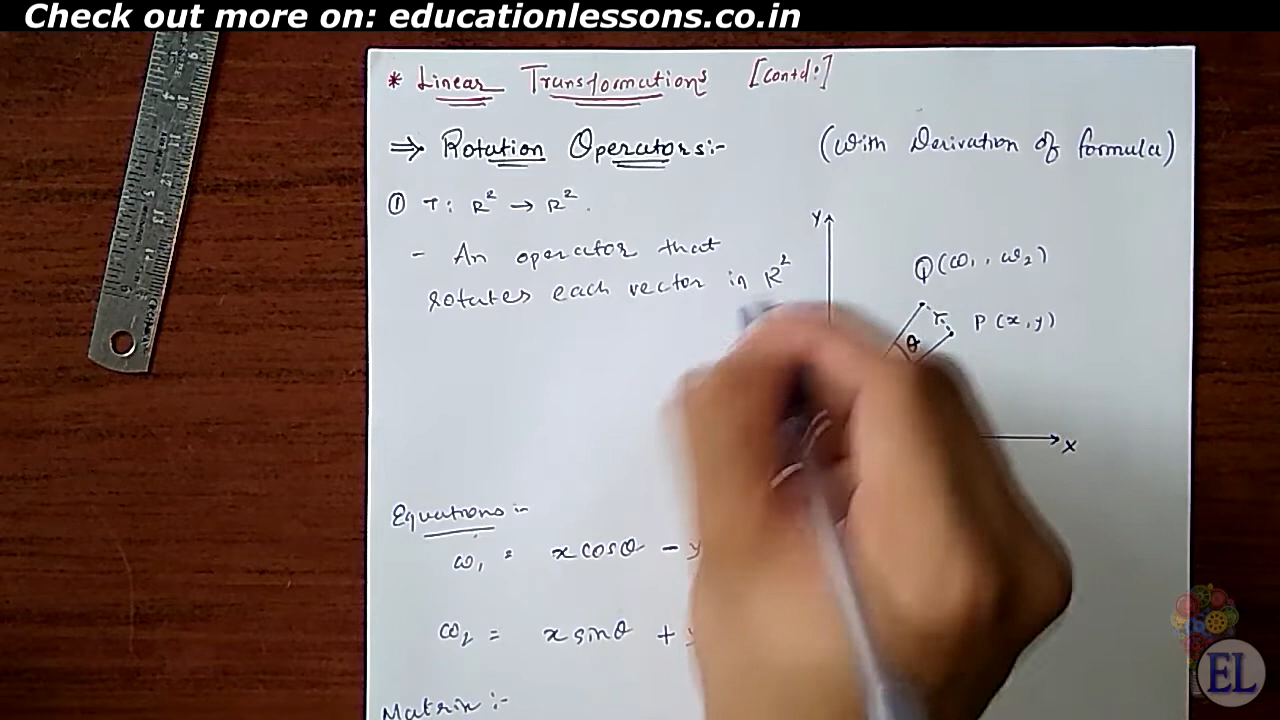 Check out more on: educationlessons.co.in
* Linear Transformations [Contd:]
⇒ Rotation Operators:- (With Derivation of formula)
① T: R² → R².
- An operator that
rotates each vector in R²
Y
Q(ω₁, ω₂)
P(x,y)
θ
X
Equations:-
ω₁ = x cosθ - y
ω₂ = x sinθ +
Matrix:-
EL